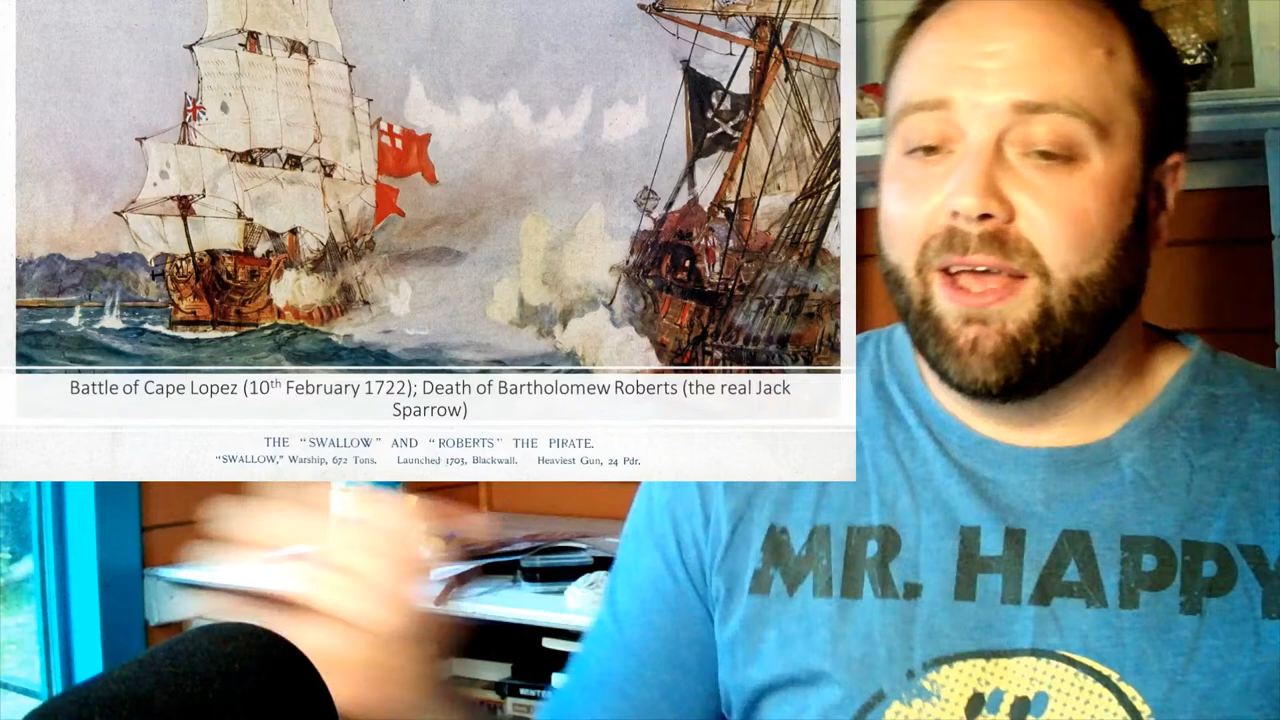 Battle of Cape Lopez (10th February 1722); Death of Bartholomew Roberts (the real Jack
Sparrow)
THE "SWALLOW" AND "ROBERTS" THE PIRATE.
"SWALLOW," Warship, 672 Tons. Launched 1703, Blackwall. Heaviest Gun, 24 Pdr.
MR. HAPPY